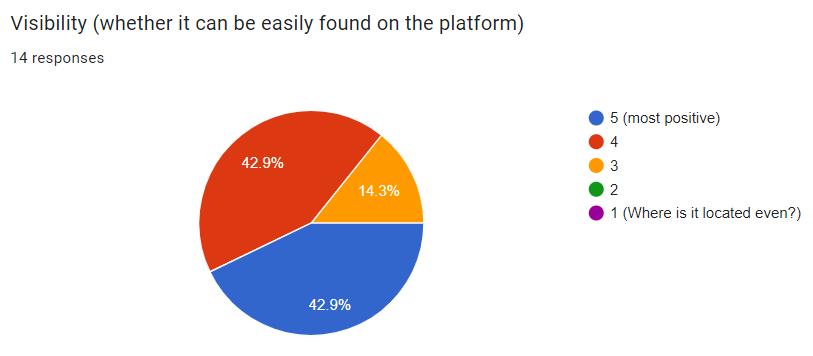 Visibility (whether it can be easily found on the platform)
14 responses
42.9%
14.3%
42.9%
5 (most positive)
4
3
2
1 (Where is it located even?)